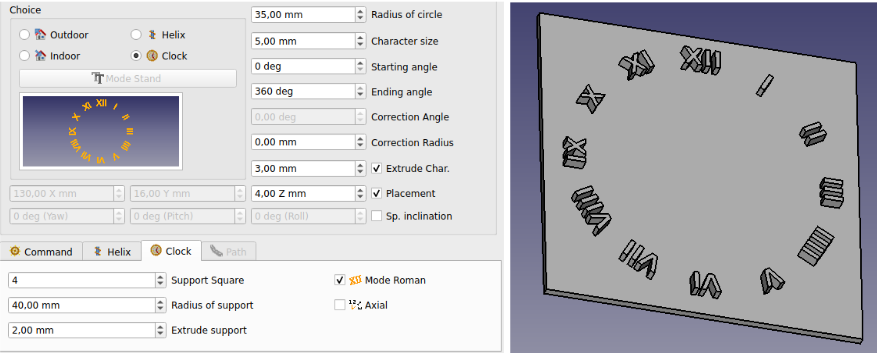 Choice
Outdoor
Helix
Indoor
Clock
Mode Stand
XII I II III IIII V VI VII VIII IX X XI
130,00 X mm
16,00 Y mm
0 deg (Yaw)
0 deg (Pitch)
0 deg (Roll)
35,00 mm Radius of circle
5,00 mm Character size
0 deg Starting angle
360 deg Ending angle
0,00 deg Correction Angle
0,00 mm Correction Radius
3,00 mm Extrude Char.
4,00 Z mm Placement
Sp. inclination
Command Helix Clock Path
4 Support Square
XII Mode Roman
40,00 mm Radius of support
12 Axial
2,00 mm Extrude support
XII
I
II
III
IIII
V
VI
VII
VIII
IX
X
XI